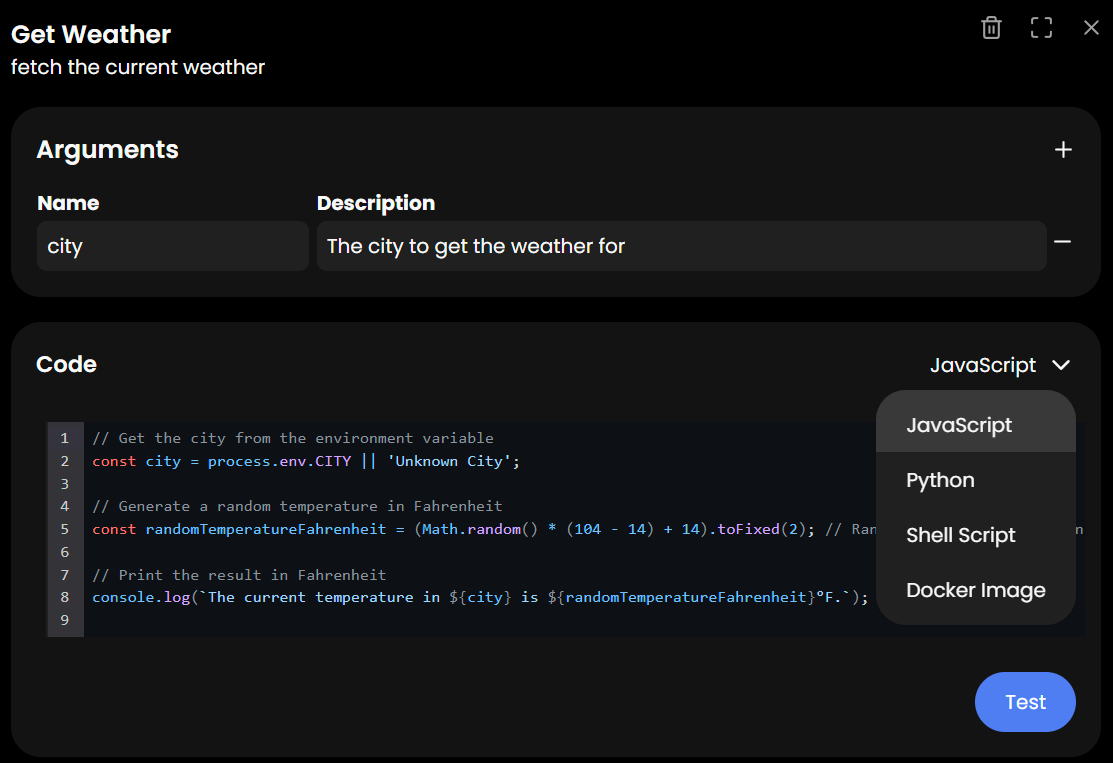 Get Weather
fetch the current weather
Arguments
Name Description
city The city to get the weather for
Code JavaScript
JavaScript
Python
Shell Script
Docker Image
1 // Get the city from the environment variable
2 const city = process.env.CITY || 'Unknown City';
3
4 // Generate a random temperature in Fahrenheit
5 const randomTemperatureFahrenheit = (Math.random() * (104 - 14) + 14).toFixed(2); // Ran
6
7 // Print the result in Fahrenheit
8 console.log(`The current temperature in ${city} is ${randomTemperatureFahrenheit}°F.`);
9
Test